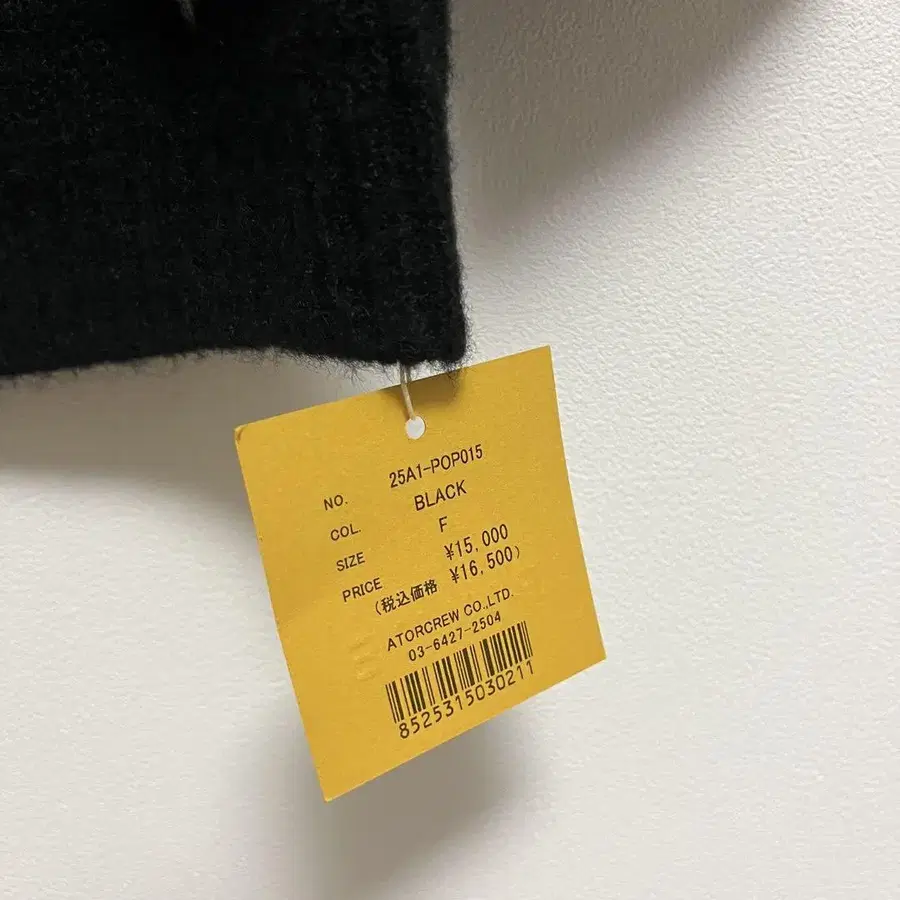 NO. 25A1-POP015
COL. BLACK
SIZE F
PRICE ¥15,000
(税込価格 ¥16,500)
ATORCREW CO.,LTD.
03-6427-2504
8525315030211